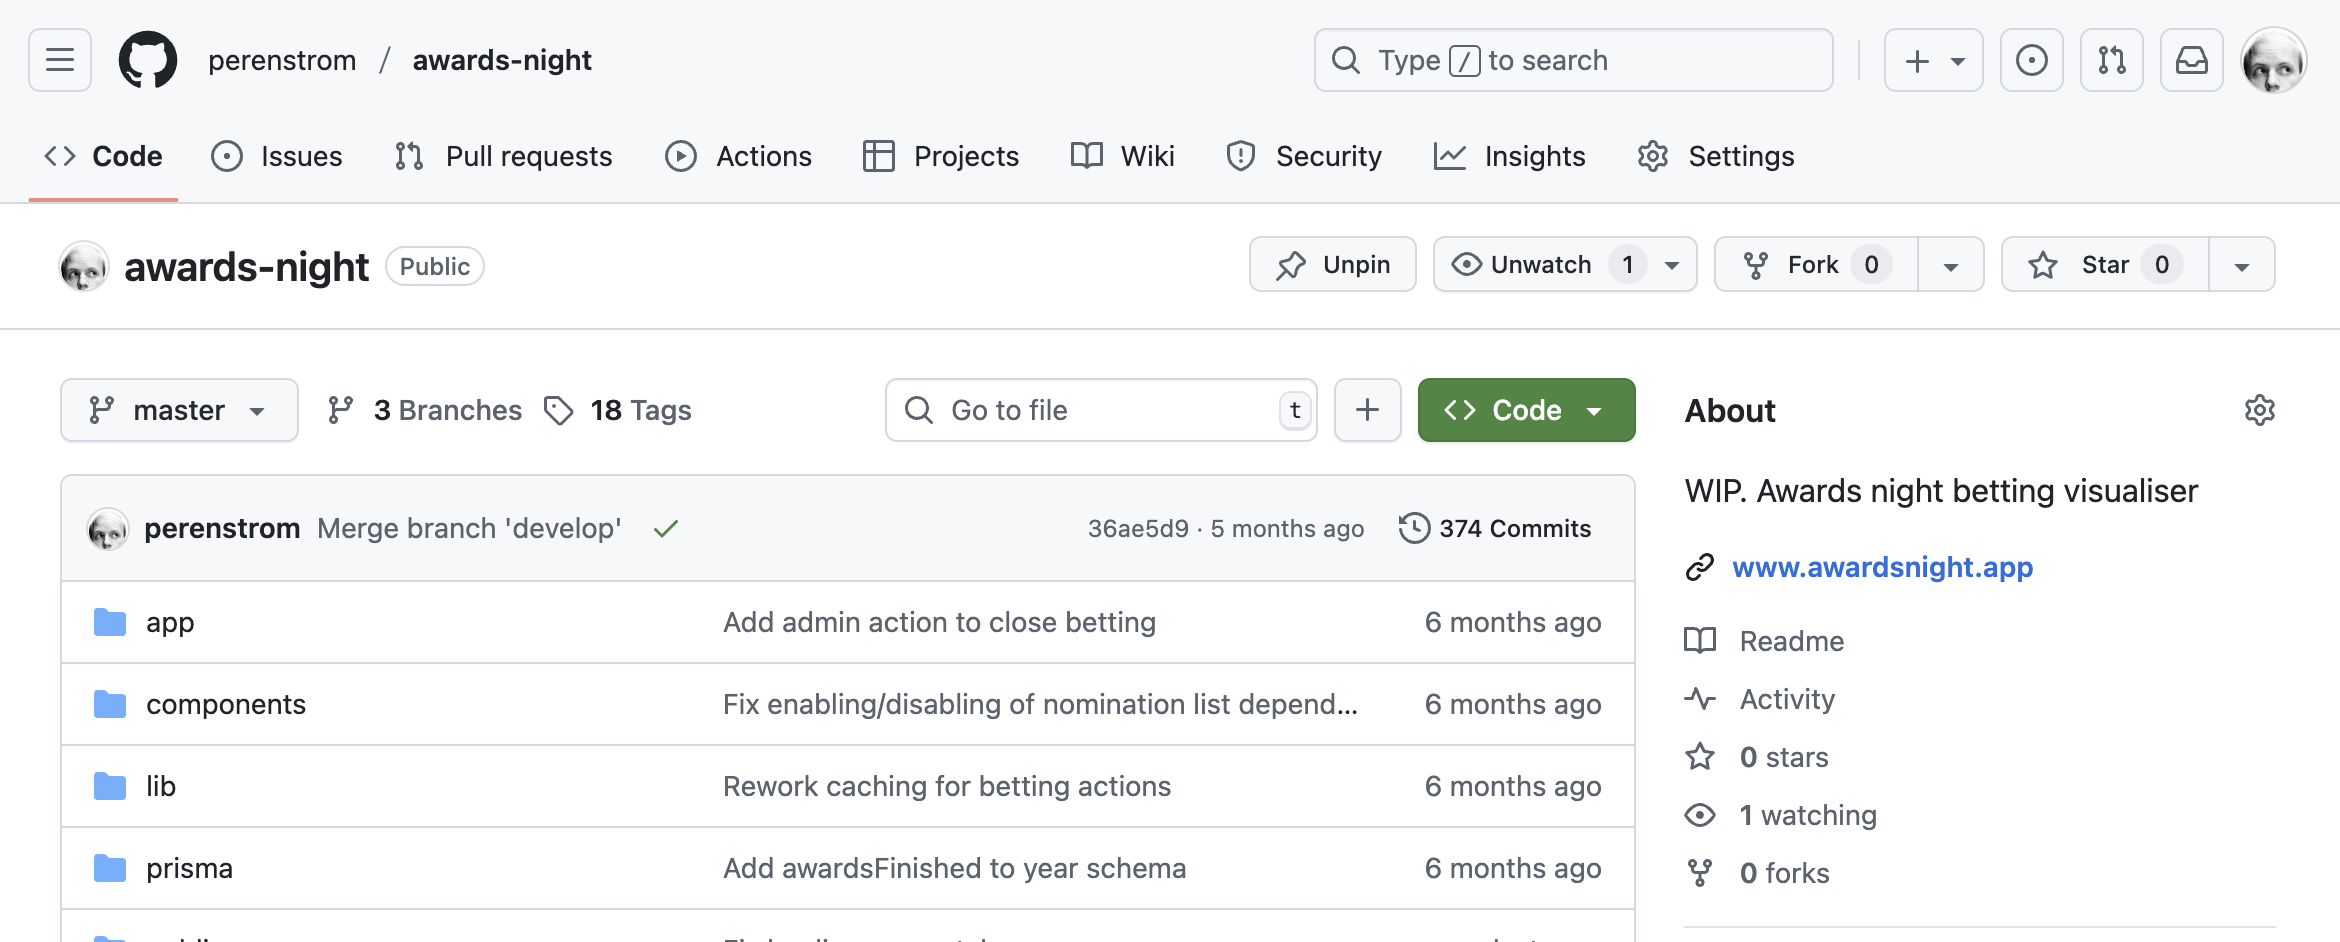 perenstrom / awards-night
Type / to search
Code Issues Pull requests Actions Projects Wiki Security Insights Settings
awards-night Public
Unpin Unwatch 1 Fork 0 Star 0
master 3 Branches 18 Tags
Go to file t
Code
perenstrom Merge branch 'develop' 36ae5d9 · 5 months ago 374 Commits
app Add admin action to close betting 6 months ago
components Fix enabling/disabling of nomination list depend... 6 months ago
lib Rework caching for betting actions 6 months ago
prisma Add awardsFinished to year schema 6 months ago
About
WIP. Awards night betting visualiser
www.awardsnight.app
Readme
Activity
0 stars
1 watching
0 forks